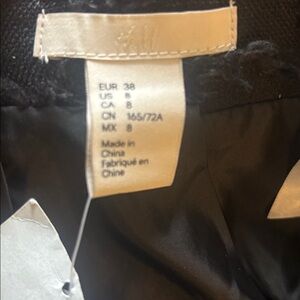 H&M
EUR 38
US 8
CA 8
CN 165/72A
MX 8
Made in
China
Fabriqué en
Chine